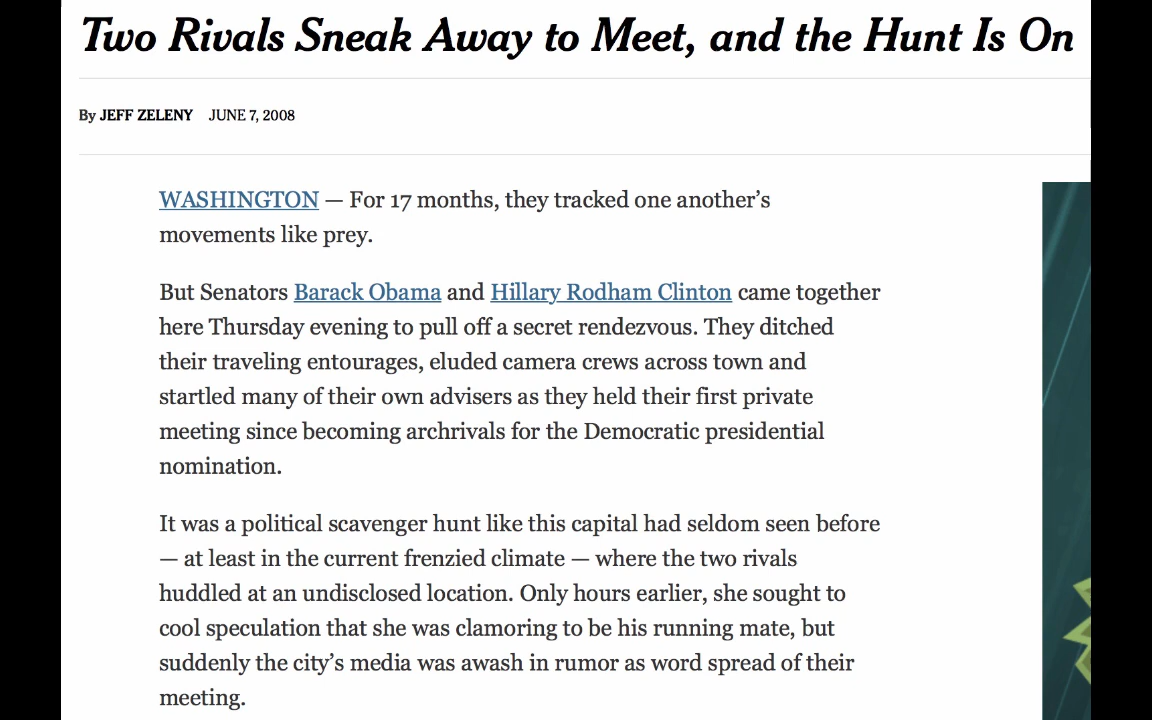 Two Rivals Sneak Away to Meet, and the Hunt Is On
By JEFF ZELENY JUNE 7, 2008
WASHINGTON — For 17 months, they tracked one another’s
movements like prey.
But Senators Barack Obama and Hillary Rodham Clinton came together
here Thursday evening to pull off a secret rendezvous. They ditched
their traveling entourages, eluded camera crews across town and
startled many of their own advisers as they held their first private
meeting since becoming archrivals for the Democratic presidential
nomination.
It was a political scavenger hunt like this capital had seldom seen before
— at least in the current frenzied climate — where the two rivals
huddled at an undisclosed location. Only hours earlier, she sought to
cool speculation that she was clamoring to be his running mate, but
suddenly the city’s media was awash in rumor as word spread of their
meeting.